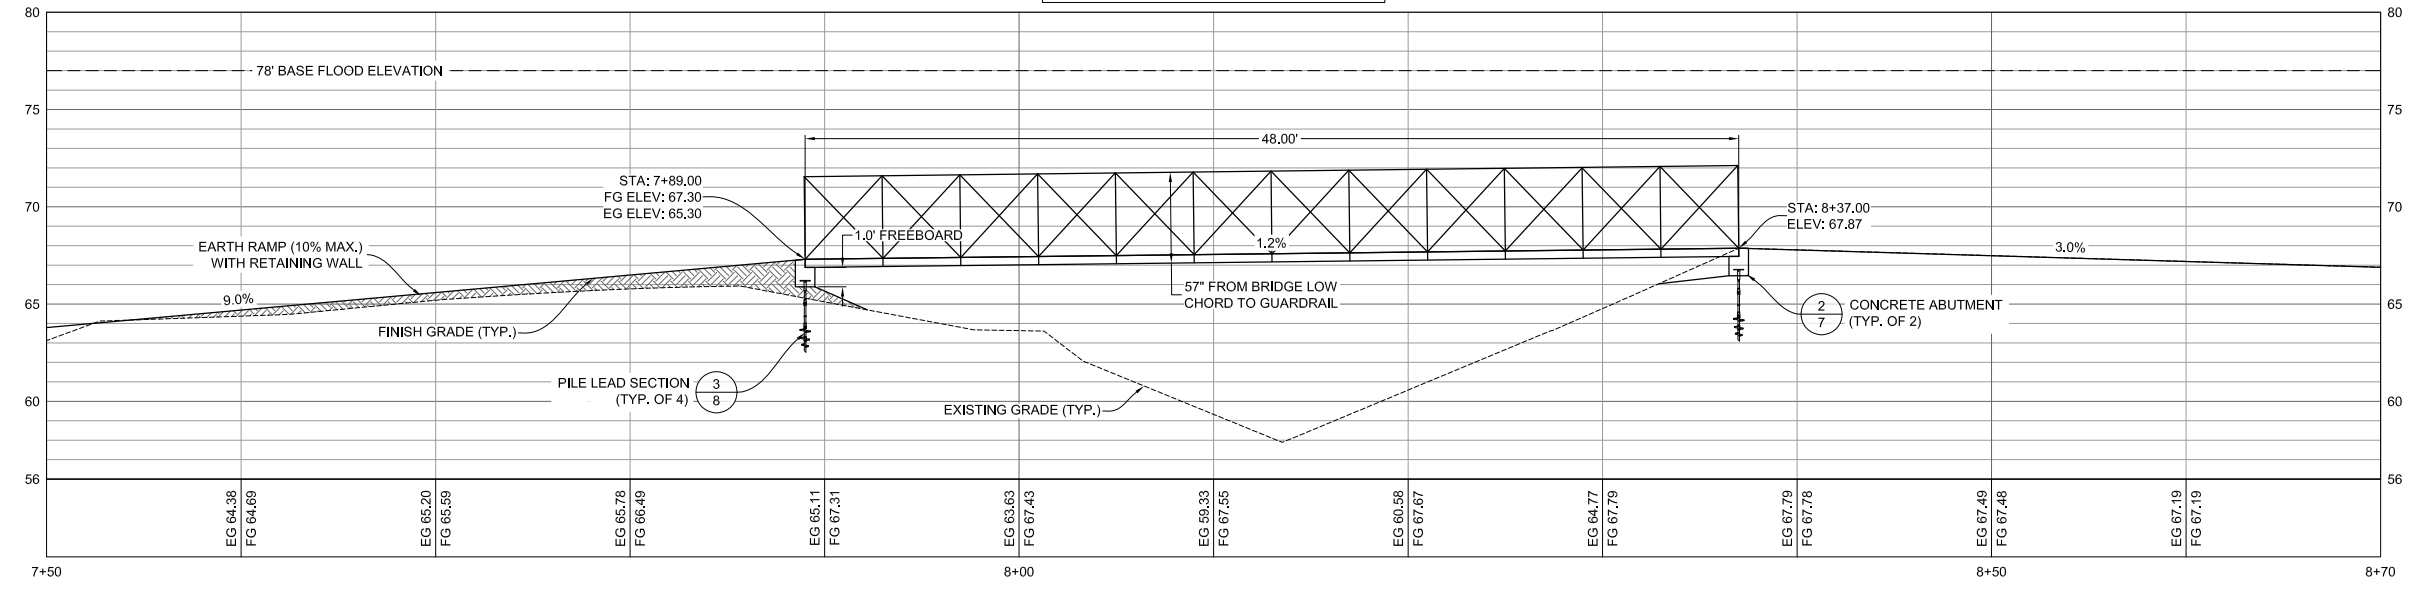 80
80
78' BASE FLOOD ELEVATION
75
75
48.00'
STA: 7+89.00
FG ELEV: 67.30
EG ELEV: 65.30
70
70
STA: 8+37.00
ELEV: 67.87
1.0' FREEBOARD
1.2%
3.0%
EARTH RAMP (10% MAX.)
WITH RETAINING WALL
57" FROM BRIDGE LOW
CHORD TO GUARDRAIL
9.0%
65
65
2
7
CONCRETE ABUTMENT
(TYP. OF 2)
FINISH GRADE (TYP.)
PILE LEAD SECTION
(TYP. OF 4)
3
8
60
60
EXISTING GRADE (TYP.)
56
56
EG 64.38
FG 64.69
EG 65.20
FG 65.59
EG 65.78
FG 66.49
EG 65.11
FG 67.31
EG 63.63
FG 67.43
EG 59.33
FG 67.55
EG 60.58
FG 67.67
EG 64.77
FG 67.79
EG 67.79
FG 67.78
EG 67.49
FG 67.48
EG 67.19
FG 67.19
7+50
8+00
8+50
8+70